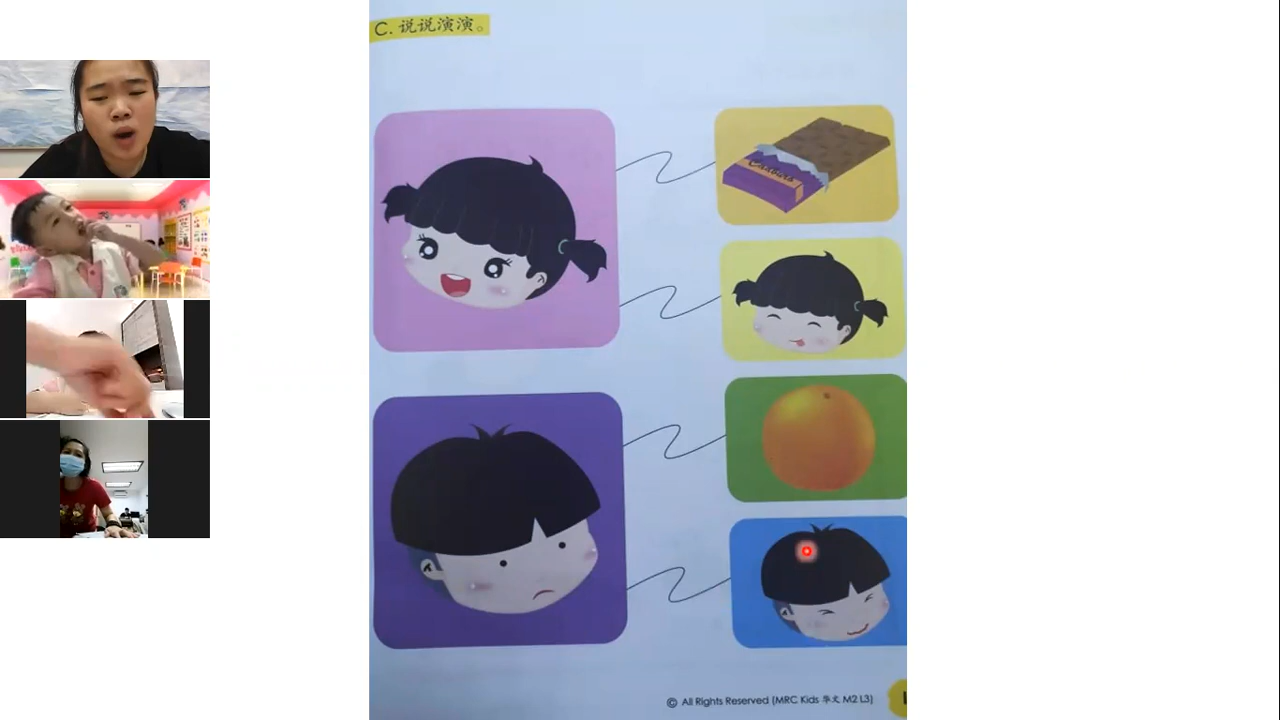 C. 说说演演。
© All Rights Reserved (MRC Kids 华文 M2 L3)